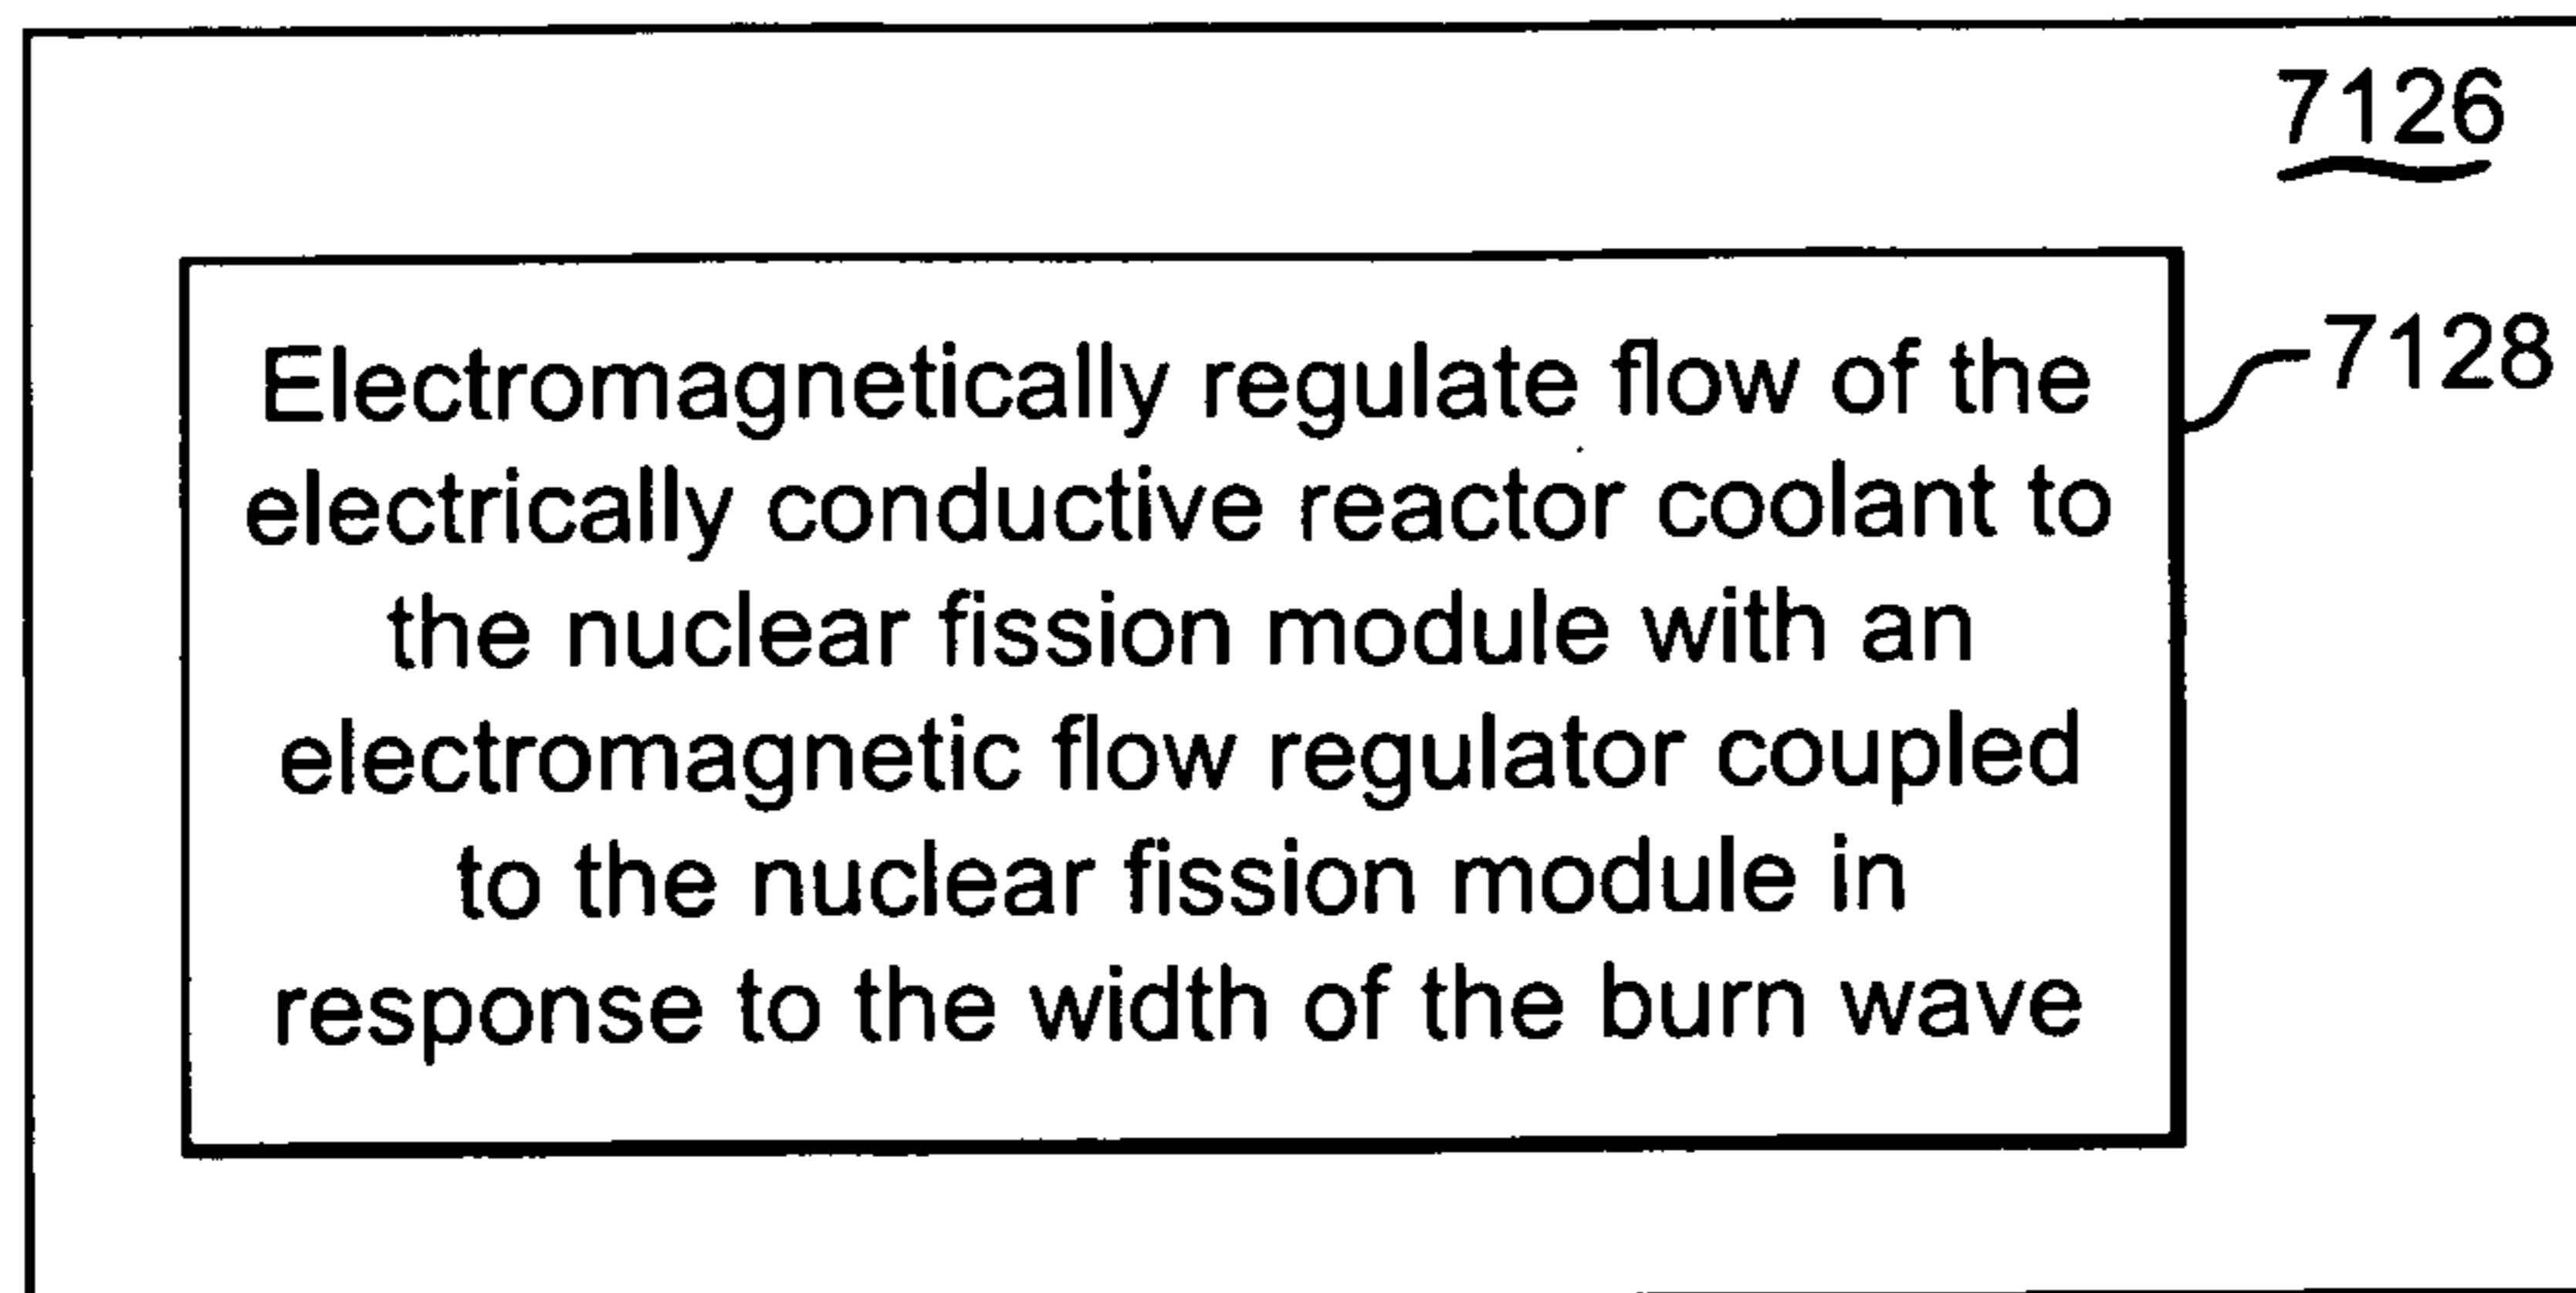 7126
Electromagnetically regulate flow of the
electrically conductive reactor coolant to
the nuclear fission module with an
electromagnetic flow regulator coupled
to the nuclear fission module in
response to the width of the burn wave
7128